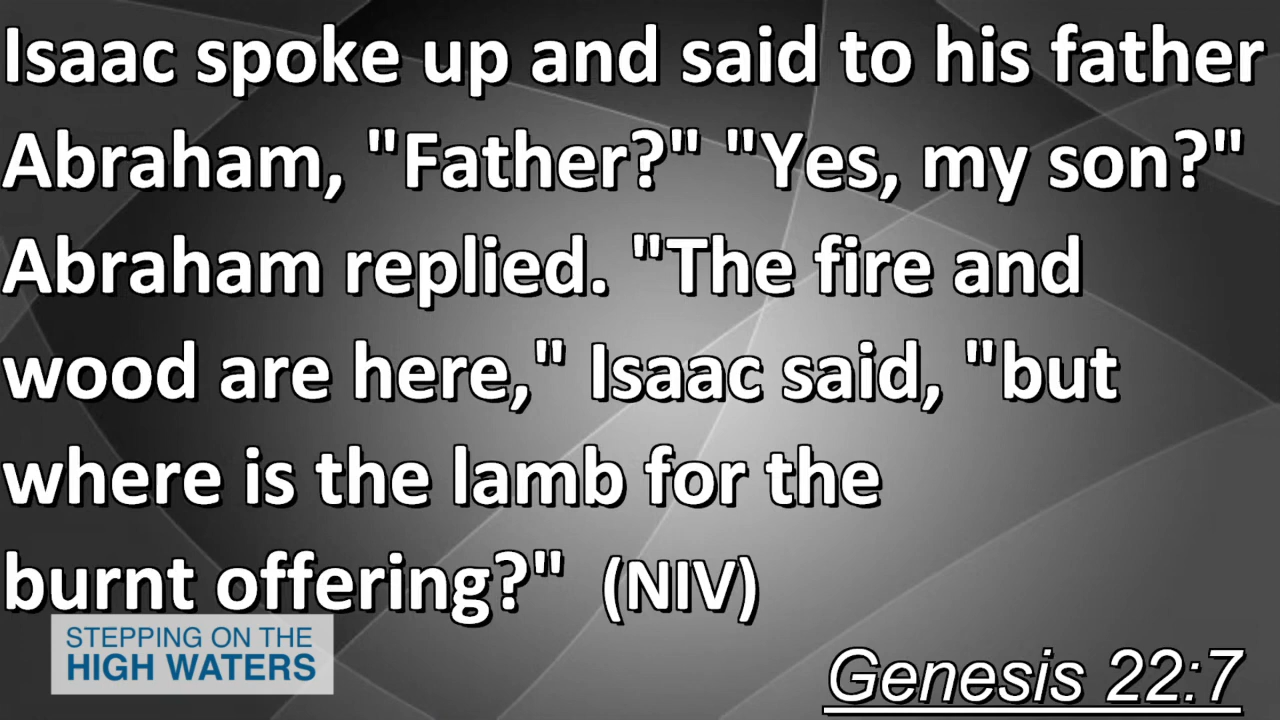 Isaac spoke up and said to his father
Abraham, "Father?" "Yes, my son?"
Abraham replied. "The fire and
wood are here," Isaac said, "but
where is the lamb for the
burnt offering?" (NIV)
STEPPING ON THE
HIGH WATERS
Genesis 22:7